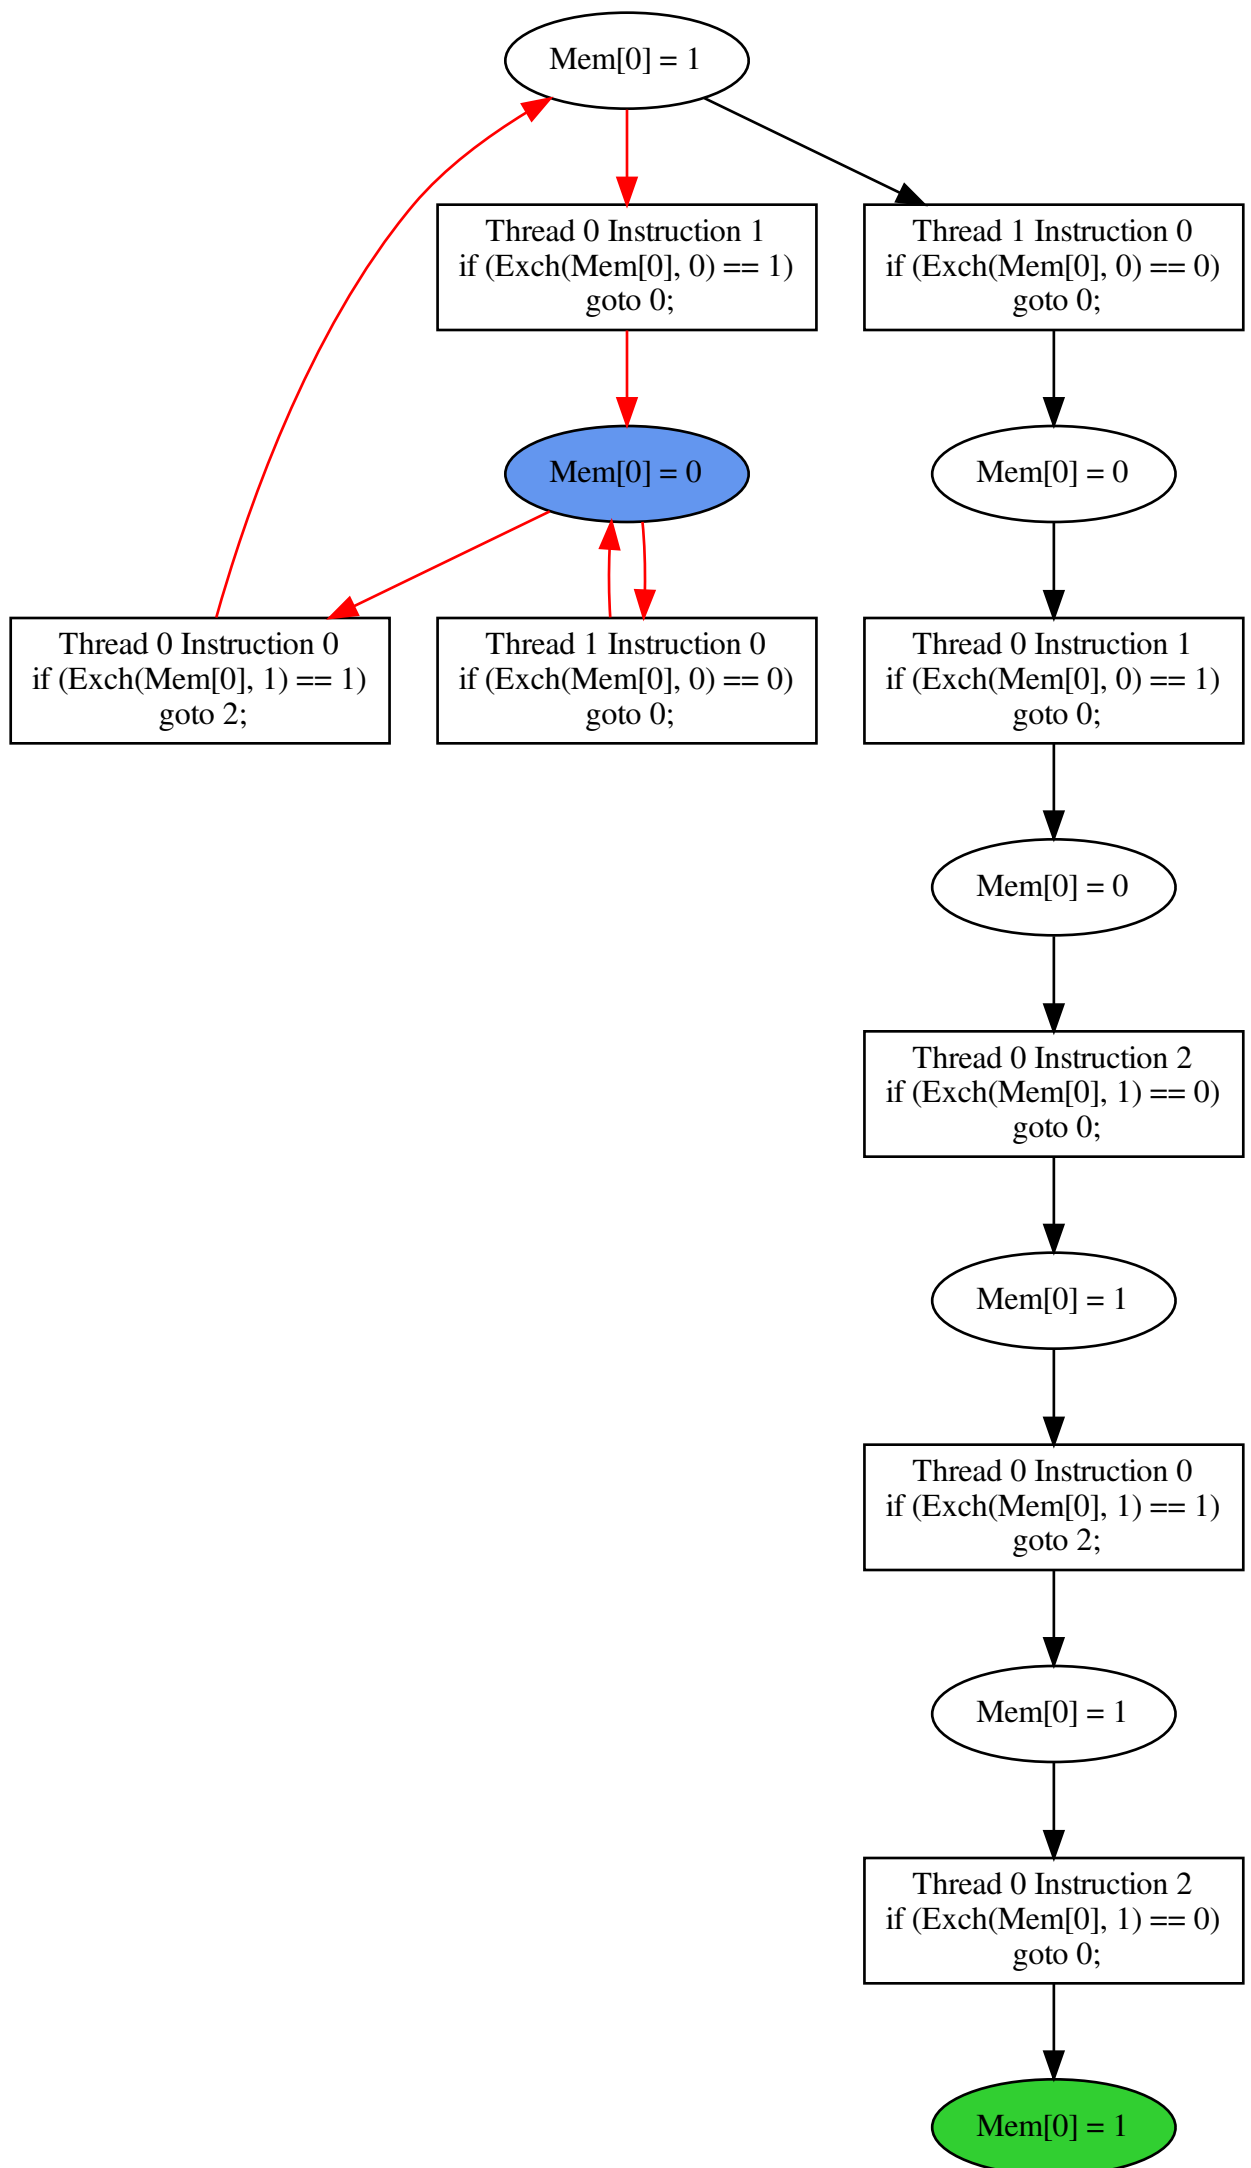 Mem[0] = 1
Thread 0 Instruction 1
if (Exch(Mem[0], 0) == 1)
goto 0;
Thread 1 Instruction 0
if (Exch(Mem[0], 0) == 0)
goto 0;
Mem[0] = 0
Mem[0] = 0
Thread 0 Instruction 0
if (Exch(Mem[0], 1) == 1)
goto 2;
Thread 1 Instruction 0
if (Exch(Mem[0], 0) == 0)
goto 0;
Thread 0 Instruction 1
if (Exch(Mem[0], 0) == 1)
goto 0;
Mem[0] = 0
Thread 0 Instruction 2
if (Exch(Mem[0], 1) == 0)
goto 0;
Mem[0] = 1
Thread 0 Instruction 0
if (Exch(Mem[0], 1) == 1)
goto 2;
Mem[0] = 1
Thread 0 Instruction 2
if (Exch(Mem[0], 1) == 0)
goto 0;
Mem[0] = 1